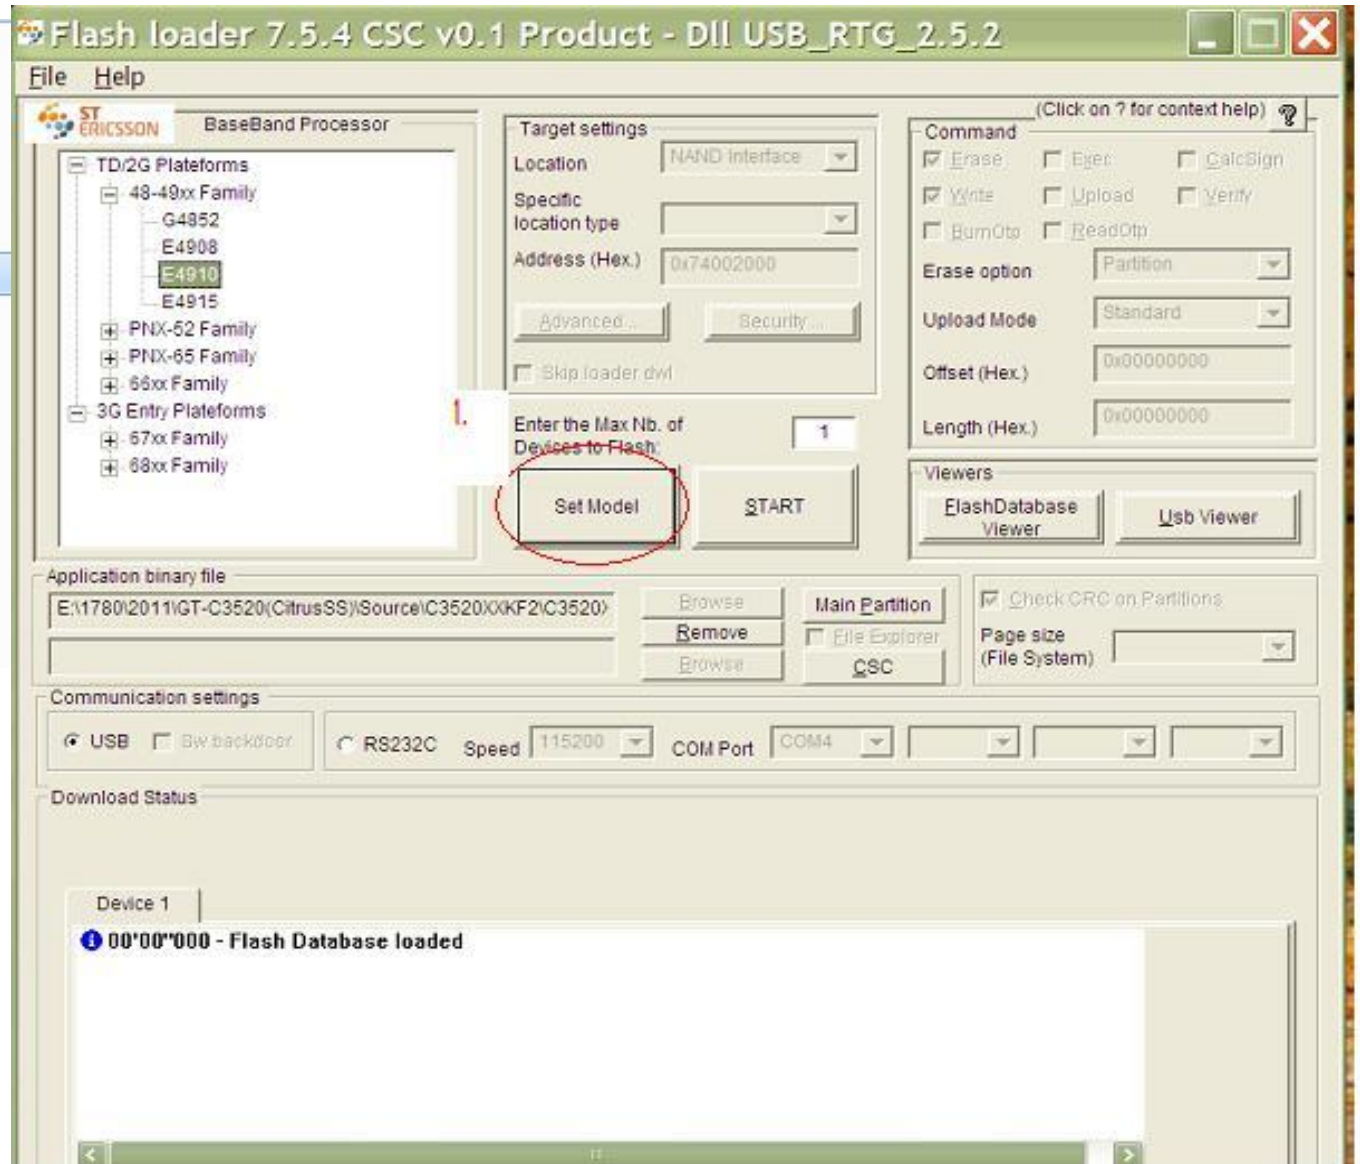 Flash loader 7.5.4 CSC v0.1 Product - Dll USB_RTG_2.5.2
File Help
ST ERICSSON
BaseBand Processor
TD/2G Plateforms
48-49xx Family
G4852
E4908
E4910
E4915
PNX-52 Family
PNX-65 Family
66xx Family
3G Entry Plateforms
67xx Family
68xx Family
Target settings
Location NAND Interface
Specific
location type
Address (Hex.) 0x74002000
Advanced... Security...
Skip loader dwl
1.
Enter the Max Nb. of
Devices to Flash: 1
Set Model START
(Click on ? for context help) ?
Command
Erase Exec CalcSign
Write Upload Verify
BurnOtp ReadOtp
Erase option Partition
Upload Mode Standard
Offset (Hex.) 0x00000000
Length (Hex.) 0x00000000
Viewers
FlashDatabase
Viewer
Usb Viewer
Application binary file
E:\1780\2011\GT-C3520(CitrusSS)\Source\C3520XXKF2\C3520X
Browse Main Partition
Remove File Explorer
Browse CSC
Check CRC on Partitions
Page size
(File System)
Communication settings
USB Bw backdoor RS232C Speed 115200 COM Port COM4
Download Status
Device 1
00'00"000 - Flash Database loaded